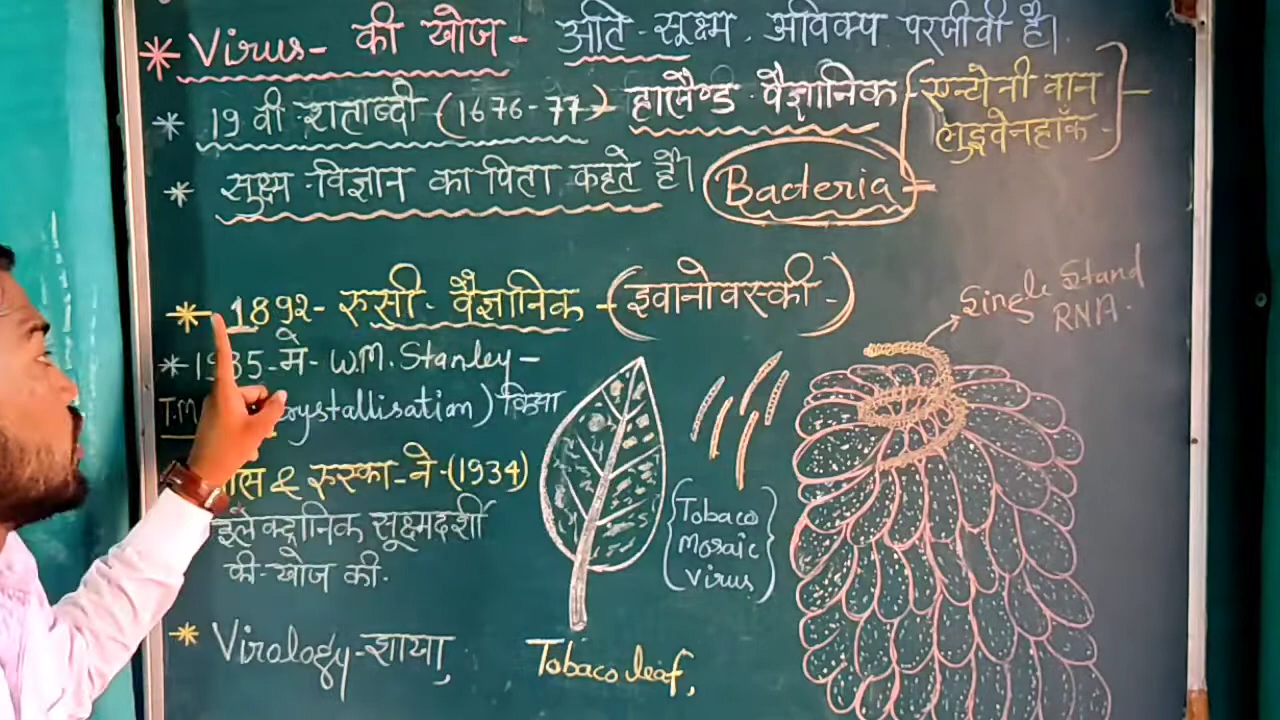 * Virus- की खोज- अति-सूक्ष्म, अविकल्प परजीवी है।
* 19 वी शताब्दी (1676-77) हालैण्ड वैज्ञानिक (एन्टोनी वान
लुइवेनहॉक-)
* सुक्ष्म-विज्ञान का पिता कहते है। Bacteria
* 1892- रुसी-वैज्ञानिक-(इवानोवस्की-)
Single Stand
RNA.
* 1935-मे- W.M. Stanley-
T.M crystallisation) किया
& रुस्का-ने-(1934)
इलेक्ट्रानिक सूक्ष्मदर्शी
की-खोज की.
{Tobaco
Mosaic
Virus}
* Virology-शाखा,
Tobaco leaf,